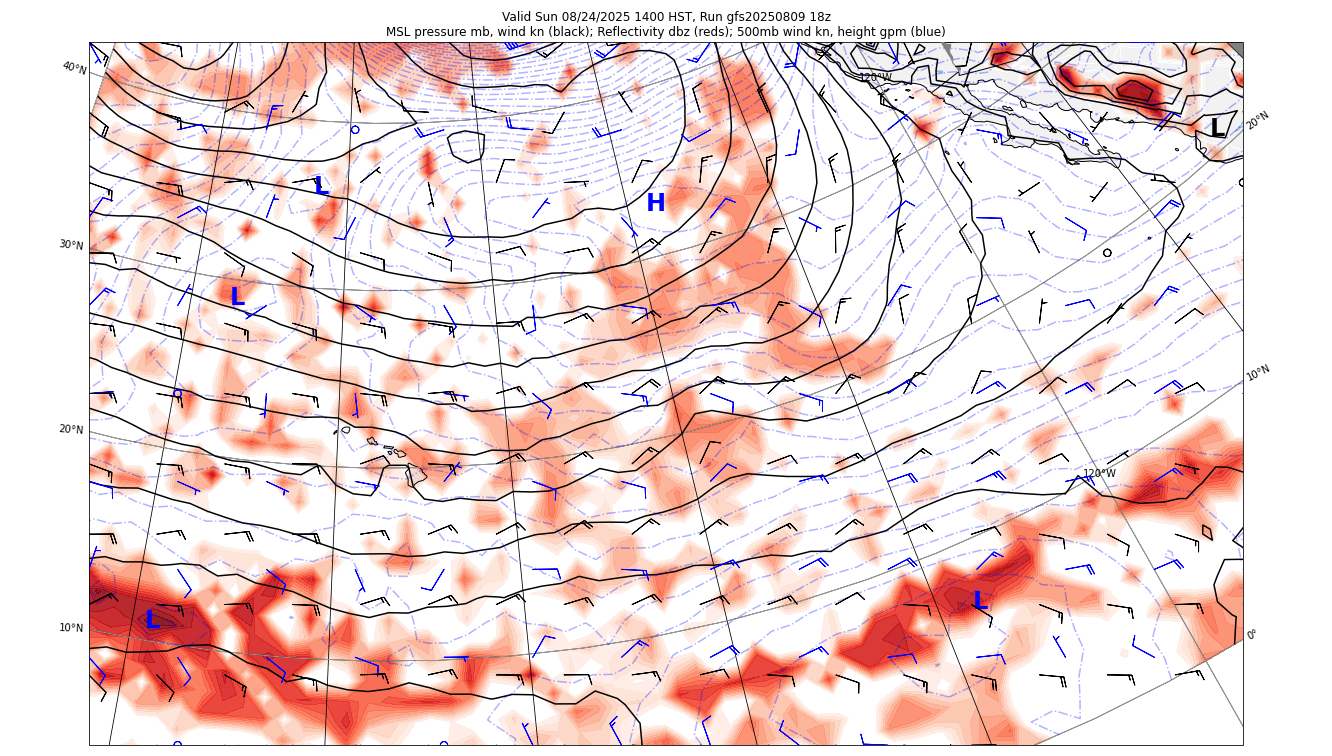 Valid Sun 08/24/2025 1400 HST, Run gfs20250809 18z
MSL pressure mb, wind kn (black); Reflectivity dbz (reds); 500mb wind kn, height gpm (blue)
40°N
120°W
20°N
L
L
H
30°N
L
10°N
20°N
120°W
L
L
10°N
0°